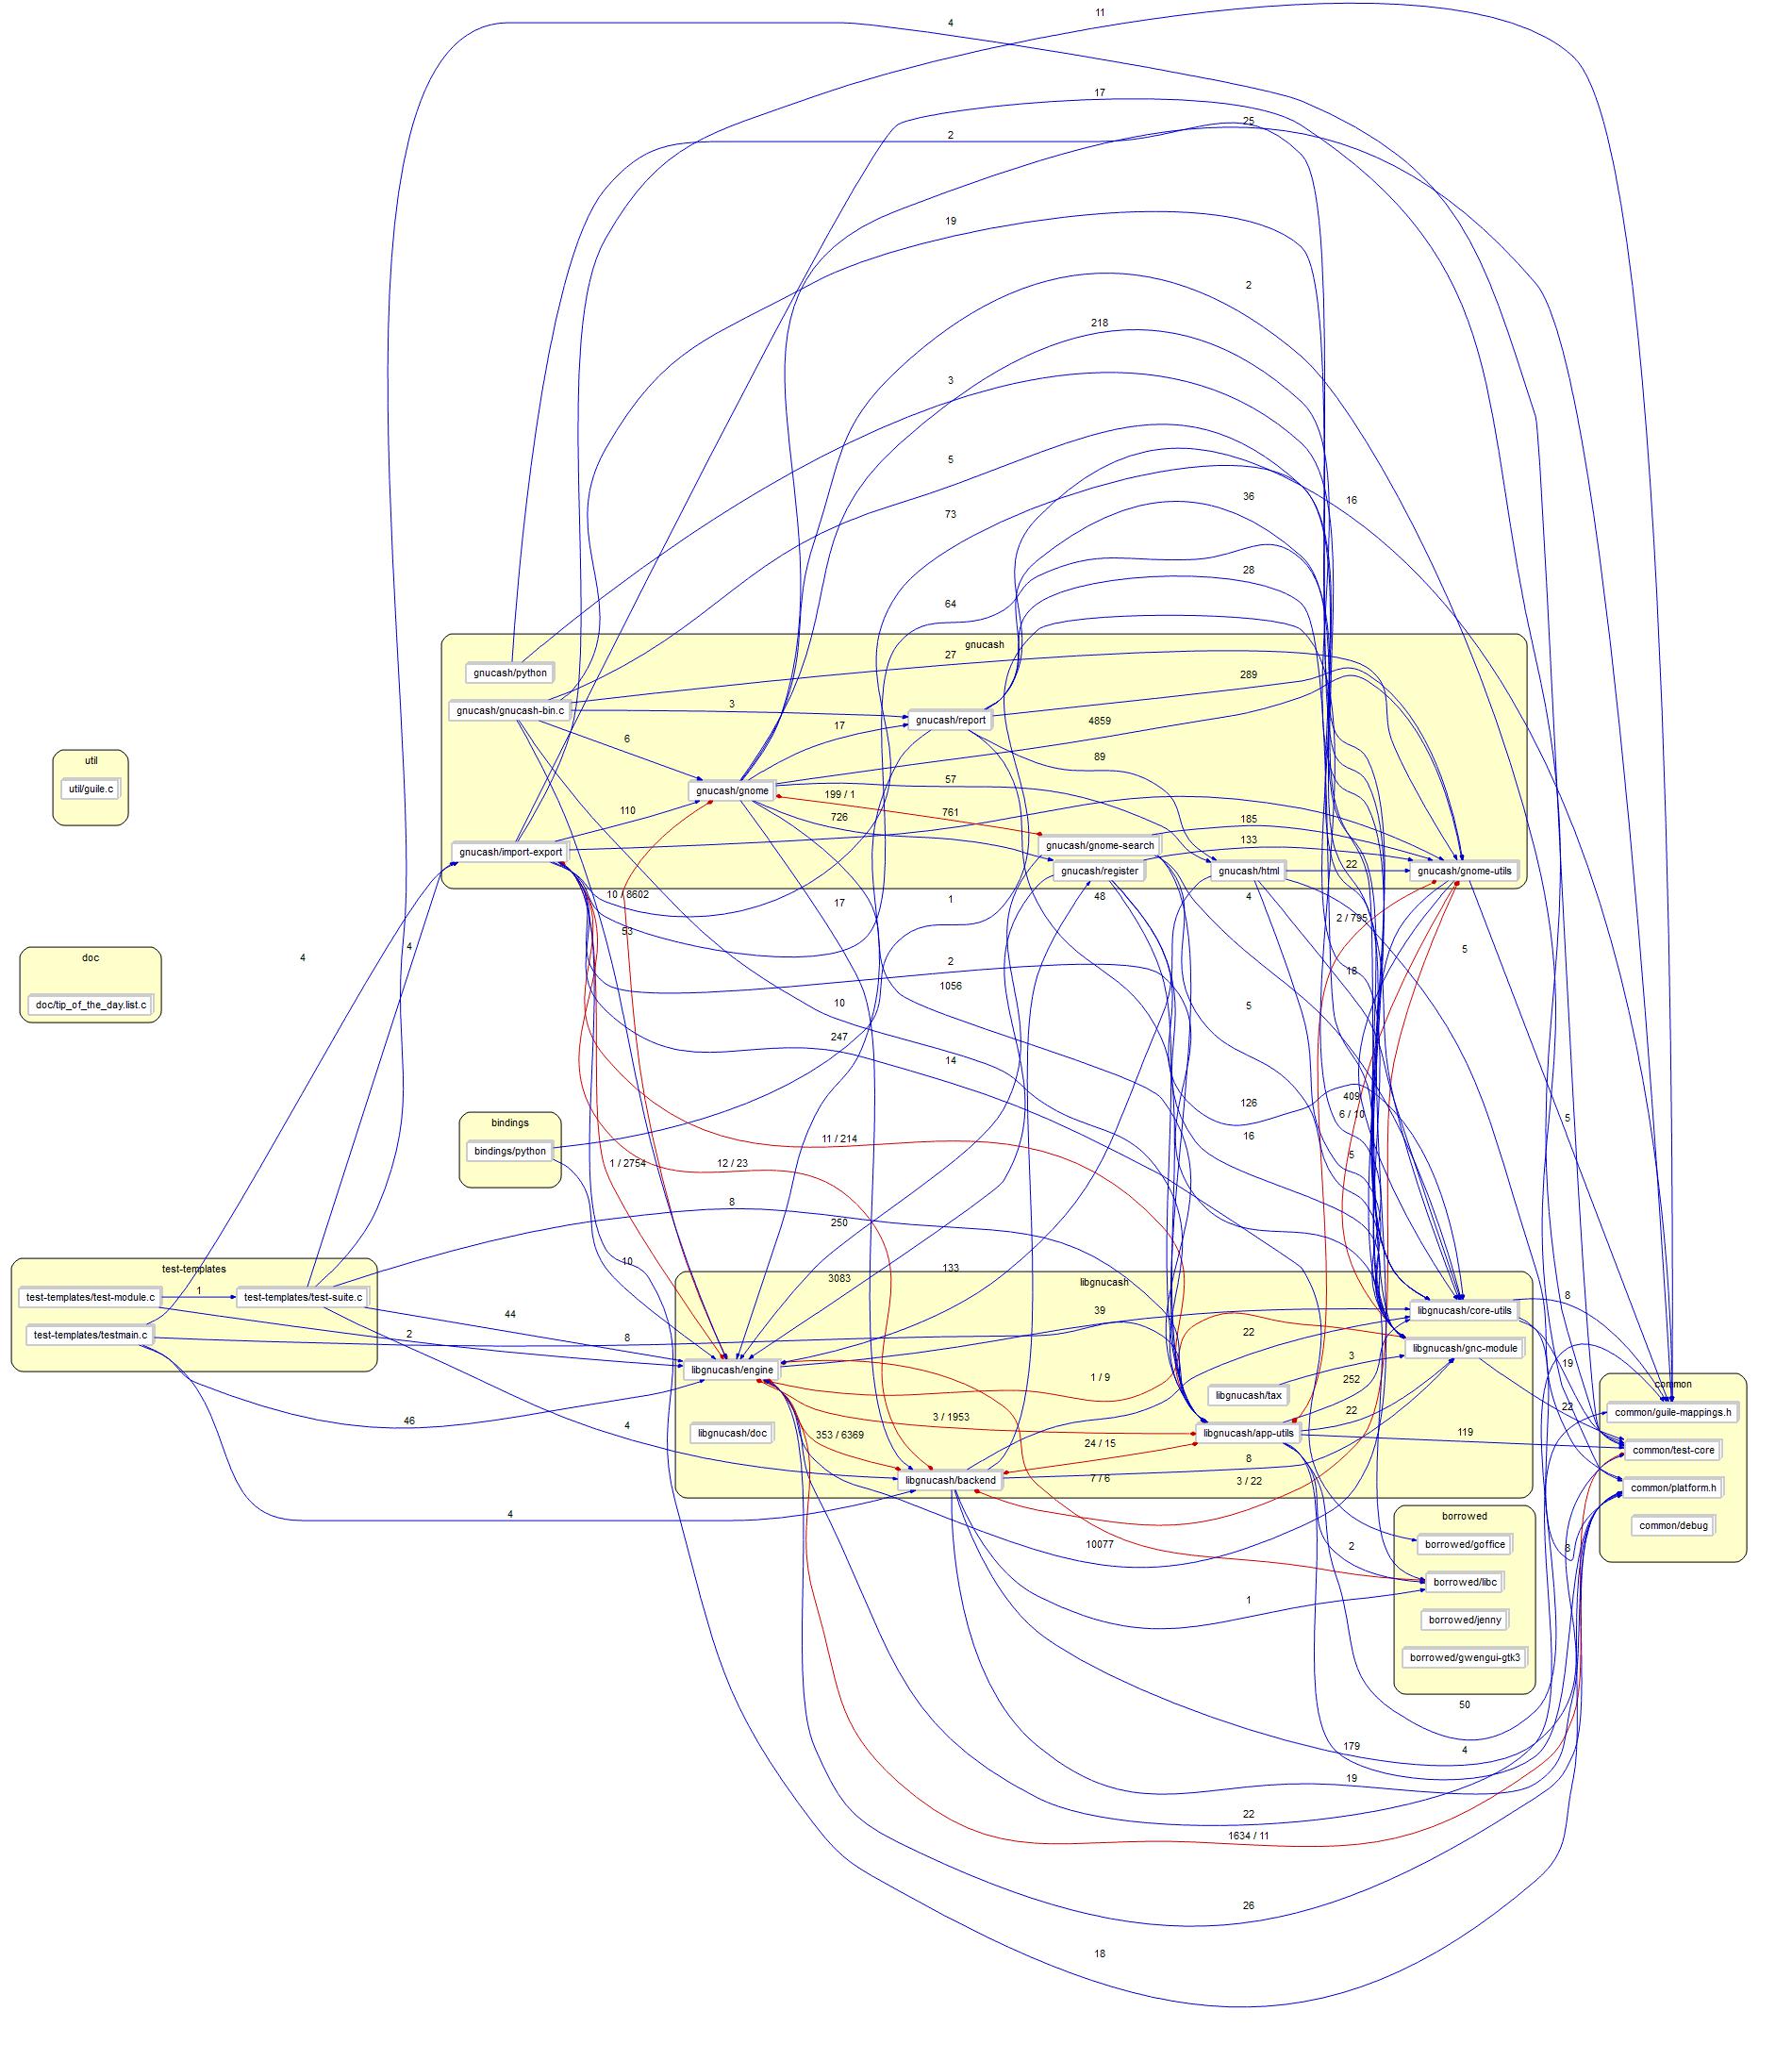 11
4
17
25
2
19
2
218
3
5
16
36
73
28
64
gnucash
27
gnucash/python
289
3
gnucash/gnucash-bin.c
gnucash/report
17
4859
6
89
util
57
util/guile.c
gnucash/gnome
199 / 1
110
726
761
185
133
gnucash/import-export
gnucash/gnome-search
22
gnucash/register
gnucash/html
gnucash/gnome-utils
10 / 8602
17
1
48
4
2 / 795
53
4
5
4
doc
2
18
1056
doc/tip_of_the_day.list.c
10
5
247
14
126
409
6 / 10
5
bindings
16
11 / 214
bindings/python
5
1 / 2754
12 / 23
8
250
10
test-templates
133
3083
libgnucash
test-templates/test-module.c
1
test-templates/test-suite.c
8
44
39
libgnucash/core-utils
test-templates/testmain.c
2
8
22
libgnucash/gnc-module
3
19
libgnucash/engine
1 / 9
252
common
libgnucash/tax
22
22
common/guile-mappings.h
46
3 / 1953
4
libgnucash/doc
353 / 6369
libgnucash/app-utils
119
24 / 15
common/test-core
8
libgnucash/backend
7 / 6
3 / 22
common/platform.h
4
borrowed
common/debug
10077
borrowed/goffice
2
8
borrowed/libc
1
borrowed/jenny
borrowed/gwengui-gtk3
50
179
4
19
22
1634 / 11
26
18